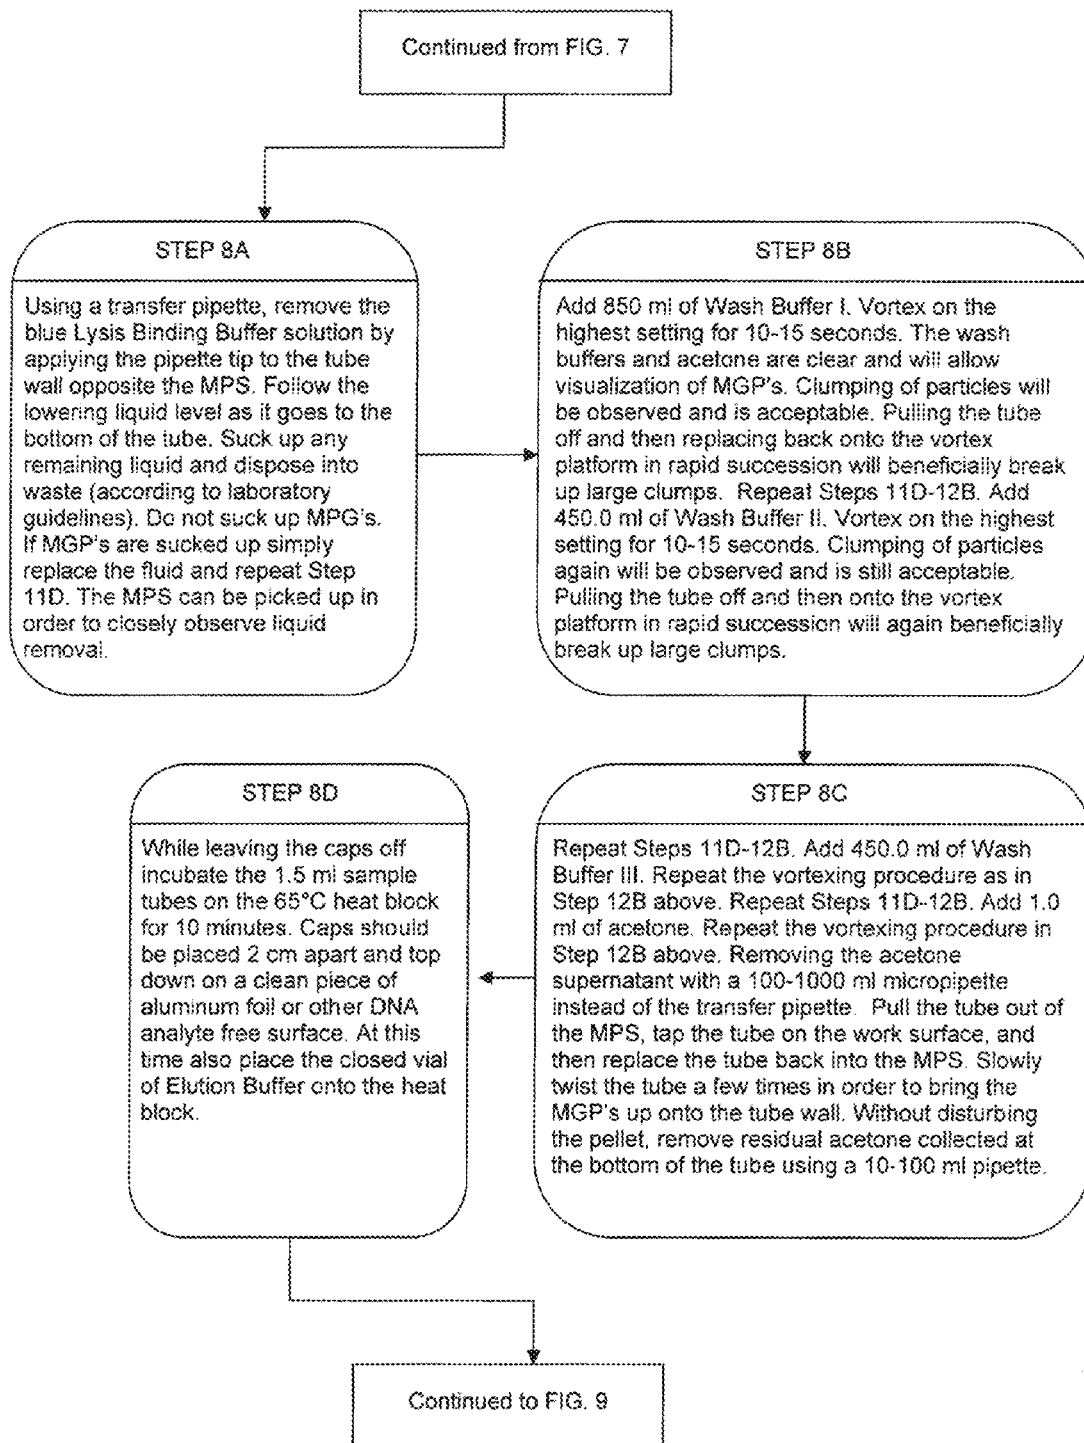 Continued from FIG. 7
STEP 8A
Using a transfer pipette, remove the
blue Lysis Binding Buffer solution by
applying the pipette tip to the tube
wall opposite the MPS. Follow the
lowering liquid level as it goes to the
bottom of the tube. Suck up any
remaining liquid and dispose into
waste (according to laboratory
guidelines). Do not suck up MPG's.
If MGP's are sucked up simply
replace the fluid and repeat Step
11D. The MPS can be picked up in
order to closely observe liquid
removal.
STEP 8B
Add 850 ml of Wash Buffer I. Vortex on the
highest setting for 10-15 seconds. The wash
buffers and acetone are clear and will allow
visualization of MGP's. Clumping of particles will
be observed and is acceptable. Pulling the tube
off and then replacing back onto the vortex
platform in rapid succession will beneficially break
up large clumps. Repeat Steps 11D-12B. Add
450.0 ml of Wash Buffer II. Vortex on the highest
setting for 10-15 seconds. Clumping of particles
again will be observed and is still acceptable.
Pulling the tube off and then onto the vortex
platform in rapid succession will again beneficially
break up large clumps.
STEP 8C
Repeat Steps 11D-12B. Add 450.0 ml of Wash
Buffer III. Repeat the vortexing procedure as in
Step 12B above. Repeat Steps 11D-12B. Add 1.0
ml of acetone. Repeat the vortexing procedure in
Step 12B above. Removing the acetone
supernatant with a 100-1000 ml micropipette
instead of the transfer pipette. Pull the tube out of
the MPS, tap the tube on the work surface, and
then replace the tube back into the MPS. Slowly
twist the tube a few times in order to bring the
MGP's up onto the tube wall. Without disturbing
the pellet, remove residual acetone collected at
the bottom of the tube using a 10-100 ml pipette.
STEP 8D
While leaving the caps off
incubate the 1.5 ml sample
tubes on the 65°C heat block
for 10 minutes. Caps should
be placed 2 cm apart and top
down on a clean piece of
aluminum foil or other DNA
analyte free surface. At this
time also place the closed vial
of Elution Buffer onto the heat
block.
Continued to FIG. 9